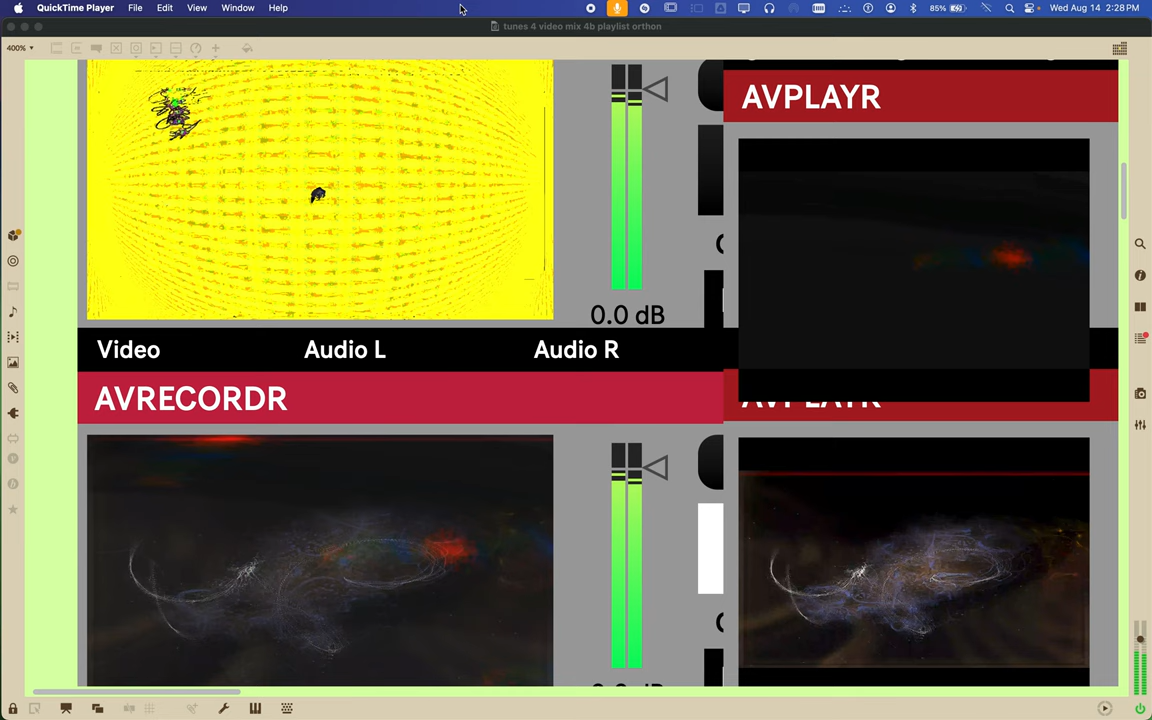 QuickTime Player File Edit View Window Help 85% Wed Aug 14 2:28 PM
tunes 4 video mix 4b playlist orthon
400%
AVPLAYR
0.0 dB
Video Audio L Audio R
AVRECORDR